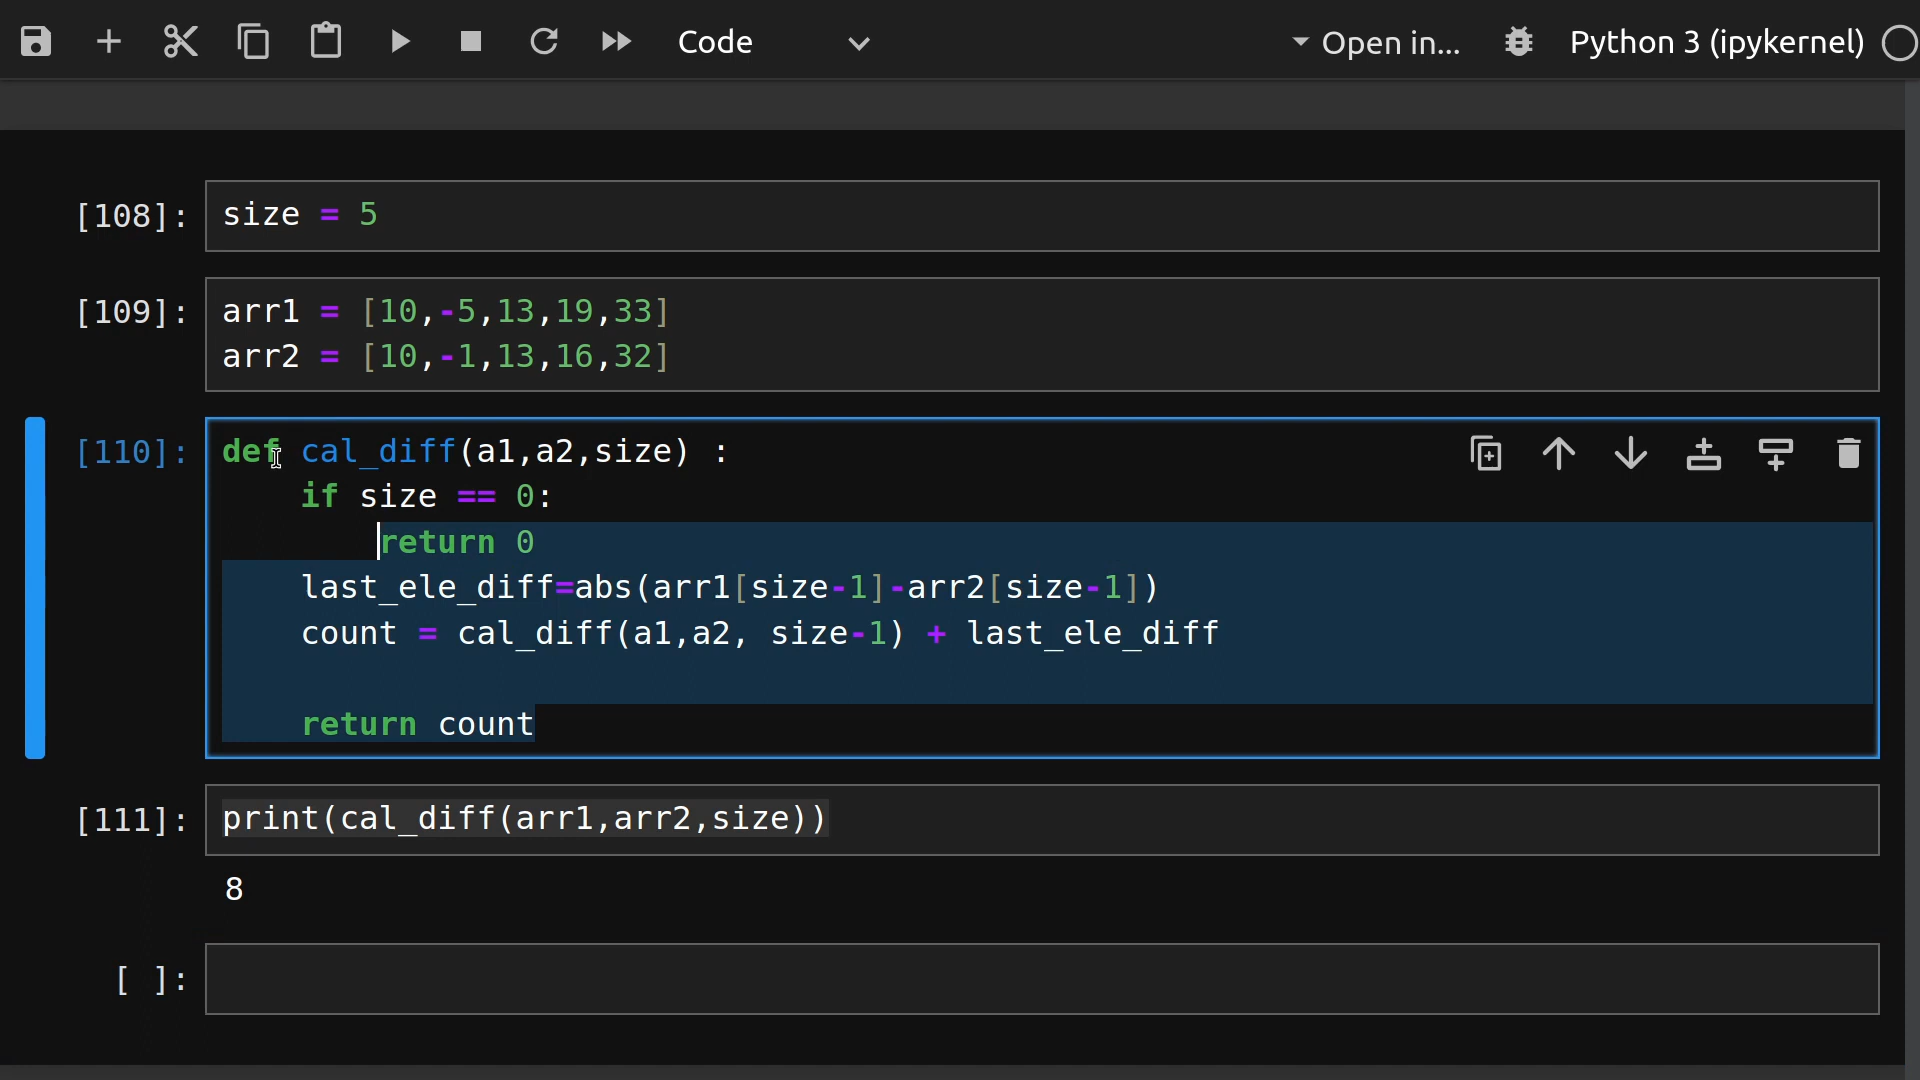 Code
Open in...
Python 3 (ipykernel)
[108]:
size = 5
[109]:
arr1 = [10,-5,13,19,33]
arr2 = [10,-1,13,16,32]
[110]:
def cal_diff(a1,a2,size) :
    if size == 0:
        return 0
    last_ele_diff=abs(arr1[size-1]-arr2[size-1])
    count = cal_diff(a1,a2, size-1) + last_ele_diff
    return count
[111]:
print(cal_diff(arr1,arr2,size))
8
[ ]: